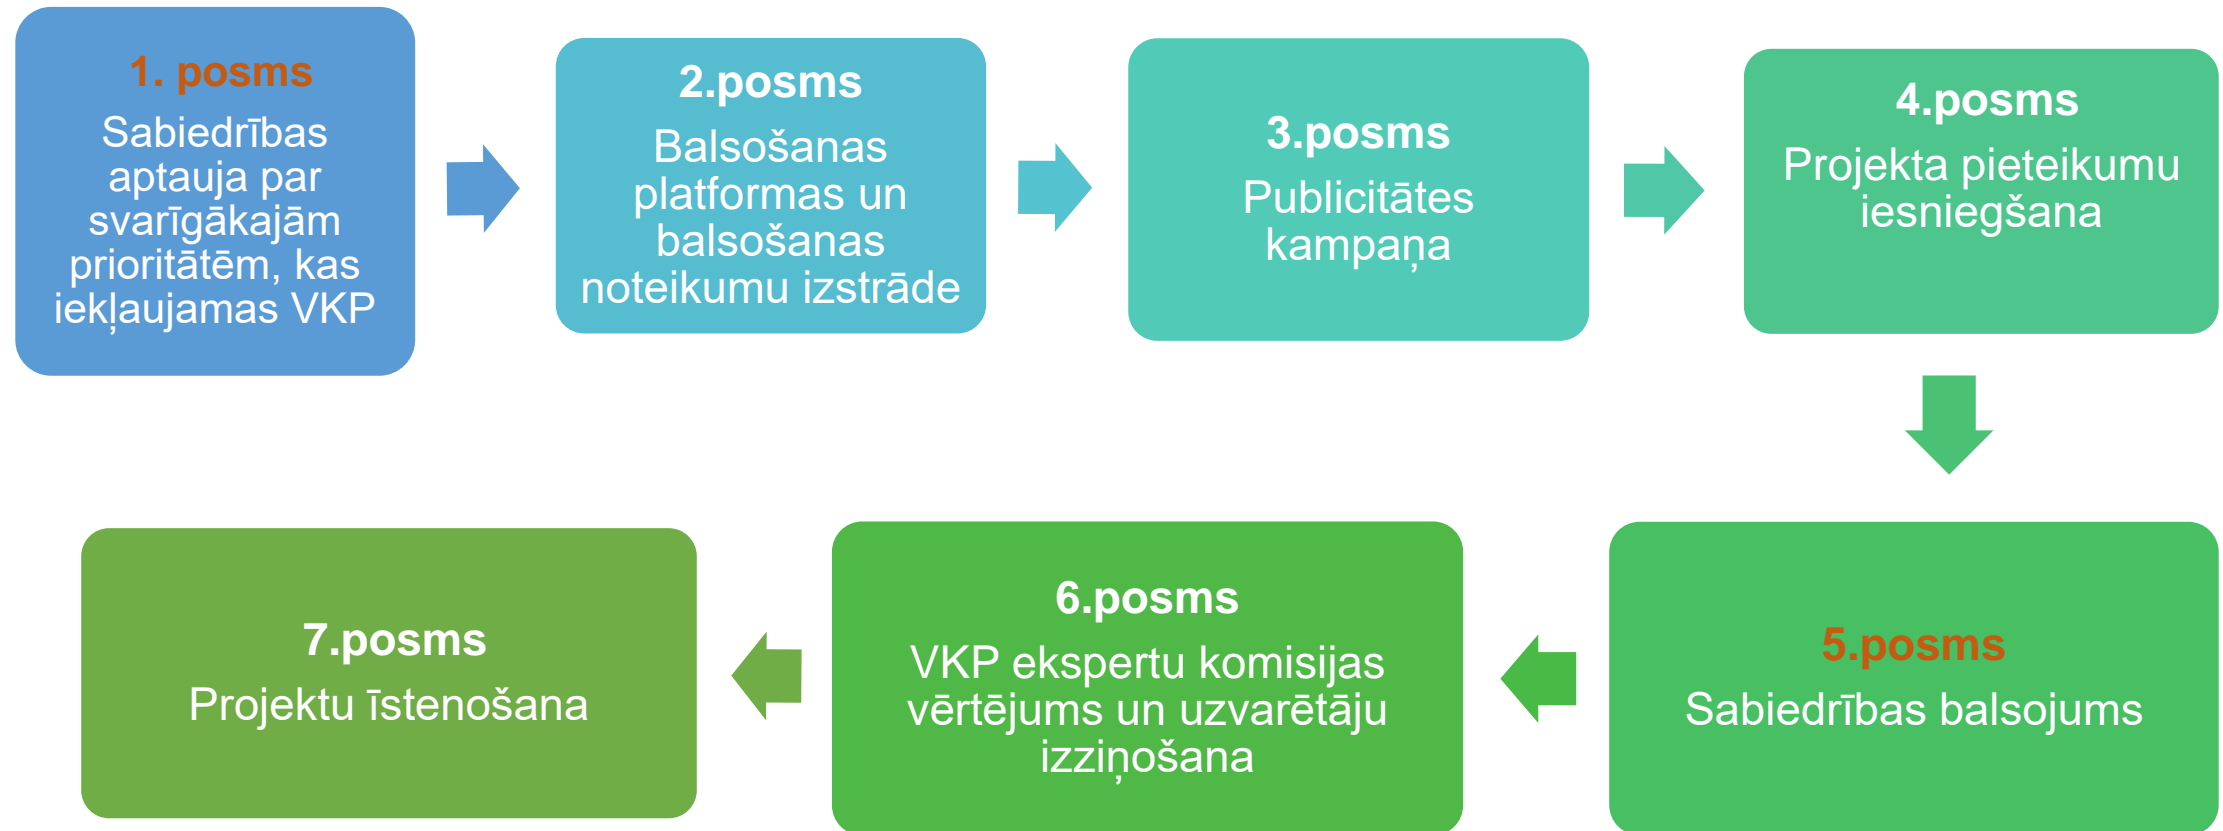 1. posms
Sabiedrības
aptauja par
svarīgākajām
prioritātēm, kas
iekļaujamas VKP
2.posms
Balsošanas
platformas un
balsošanas
noteikumu izstrāde
3.posms
Publicitātes
kampaņa
4.posms
Projekta pieteikumu
iesniegšana
5.posms
Sabiedrības balsojums
6.posms
VKP ekspertu komisijas
vērtējums un uzvarētāju
izziņošana
7.posms
Projektu īstenošana